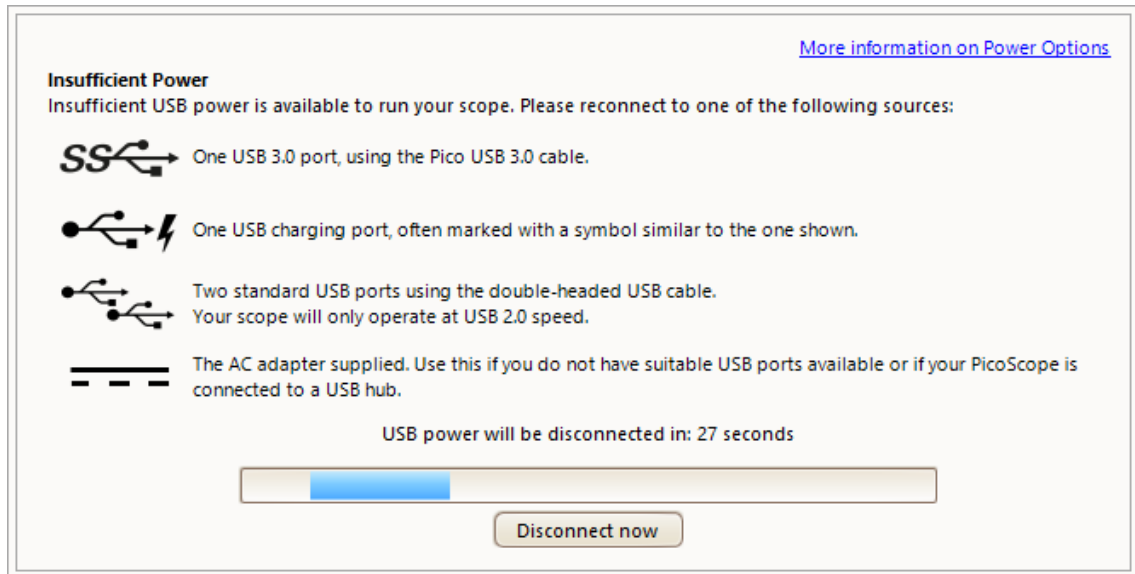 More information on Power Options
Insufficient Power
Insufficient USB power is available to run your scope. Please reconnect to one of the following sources:
SS
One USB 3.0 port, using the Pico USB 3.0 cable.
One USB charging port, often marked with a symbol similar to the one shown.
Two standard USB ports using the double-headed USB cable.
Your scope will only operate at USB 2.0 speed.
The AC adapter supplied. Use this if you do not have suitable USB ports available or if your PicoScope is
connected to a USB hub.
USB power will be disconnected in: 27 seconds
Disconnect now